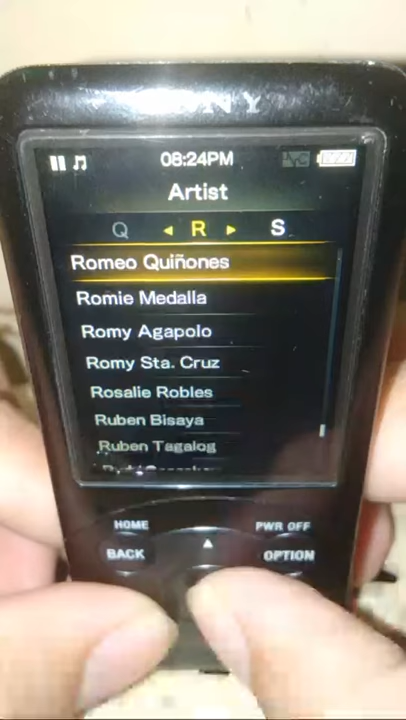 SONY
08:24PM
Artist
Q ◀ R ▶ S
Romeo Quiñones
Romie Medalla
Romy Agapolo
Romy Sta. Cruz
Rosalie Robles
Ruben Bisaya
Ruben Tagalog
HOME
PWR OFF
BACK
OPTION